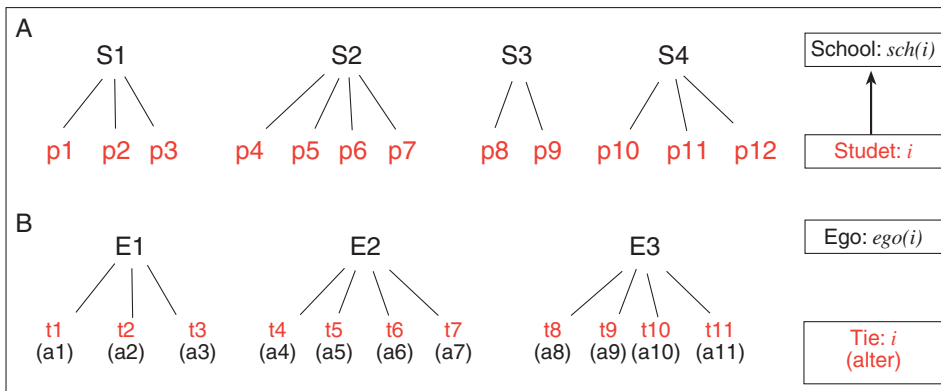 A
S1 S2 S3 S4 School: sch(i)
p1 p2 p3 p4 p5 p6 p7 p8 p9 p10 p11 p12 Studet: i
B
E1 E2 E3 Ego: ego(i)
t1 t2 t3 t4 t5 t6 t7 t8 t9 t10 t11 Tie: i
(a1) (a2) (a3) (a4) (a5) (a6) (a7) (a8) (a9) (a10) (a11) (alter)